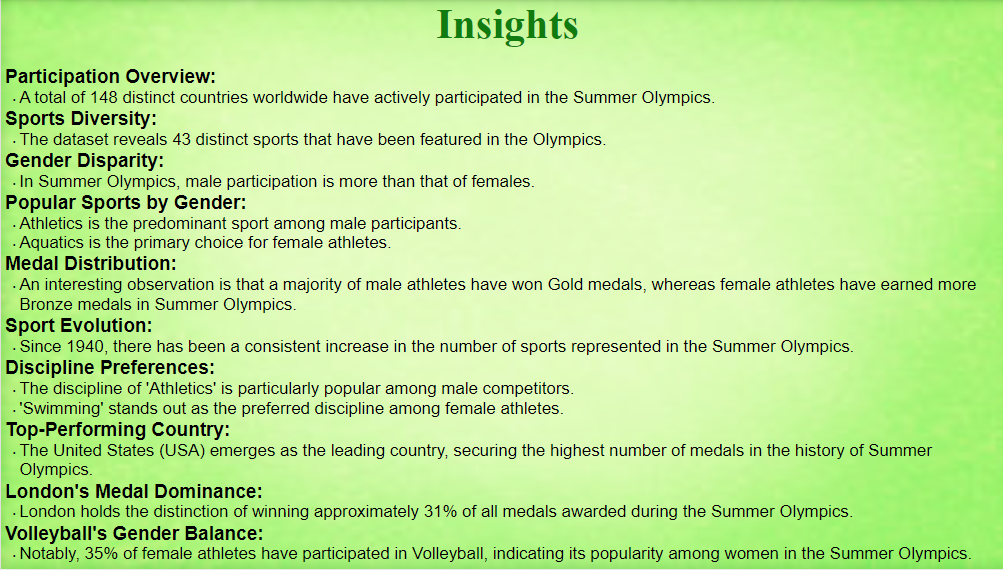 Insights
Participation Overview:
· A total of 148 distinct countries worldwide have actively participated in the Summer Olympics.
Sports Diversity:
· The dataset reveals 43 distinct sports that have been featured in the Olympics.
Gender Disparity:
· In Summer Olympics, male participation is more than that of females.
Popular Sports by Gender:
· Athletics is the predominant sport among male participants.
· Aquatics is the primary choice for female athletes.
Medal Distribution:
· An interesting observation is that a majority of male athletes have won Gold medals, whereas female athletes have earned more
Bronze medals in Summer Olympics.
Sport Evolution:
· Since 1940, there has been a consistent increase in the number of sports represented in the Summer Olympics.
Discipline Preferences:
· The discipline of 'Athletics' is particularly popular among male competitors.
· 'Swimming' stands out as the preferred discipline among female athletes.
Top-Performing Country:
· The United States (USA) emerges as the leading country, securing the highest number of medals in the history of Summer
Olympics.
London's Medal Dominance:
· London holds the distinction of winning approximately 31% of all medals awarded during the Summer Olympics.
Volleyball's Gender Balance:
· Notably, 35% of female athletes have participated in Volleyball, indicating its popularity among women in the Summer Olympics.